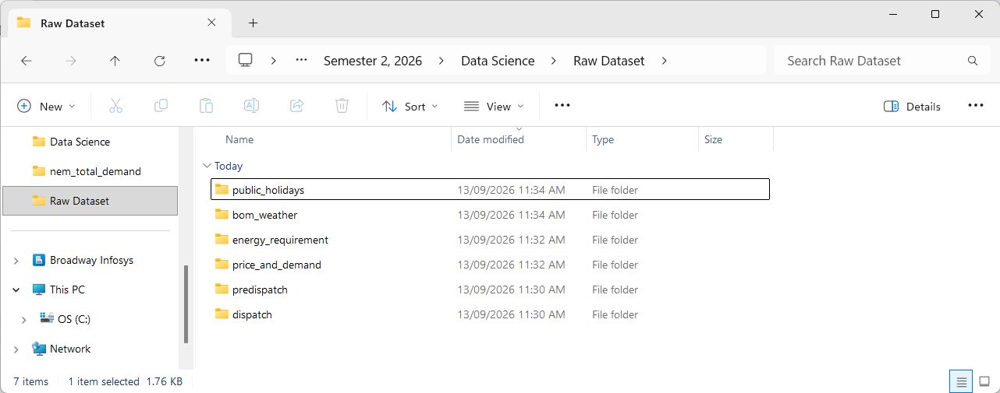 Raw Dataset
Semester 2, 2026 Data Science Raw Dataset Search Raw Dataset
New Sort View Details
Name Date modified Type Size
Data Science
Today
nem_total_demand
Raw Dataset
public_holidays 13/09/2026 11:34 AM File folder
bom_weather 13/09/2026 11:34 AM File folder
energy_requirement 13/09/2026 11:32 AM File folder
price_and_demand 13/09/2026 11:32 AM File folder
predispatch 13/09/2026 11:30 AM File folder
dispatch 13/09/2026 11:30 AM File folder
Broadway Infosys
This PC
OS (C:)
Network
7 items 1 item selected 1.76 KB